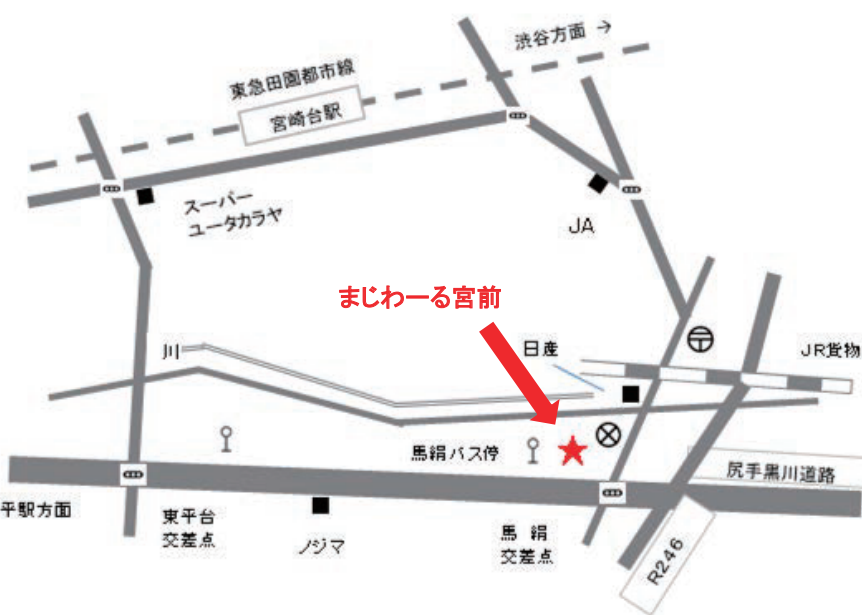 渋谷方面 →
東急田園都市線
宮崎台駅
スーパー
ユータカラヤ
JA
まじわーる宮前
川
日産
〒
JR貨物
馬絹バス停
尻手黒川道路
平駅方面
東平台
交差点
ノジマ
馬 絹
交差点
R246